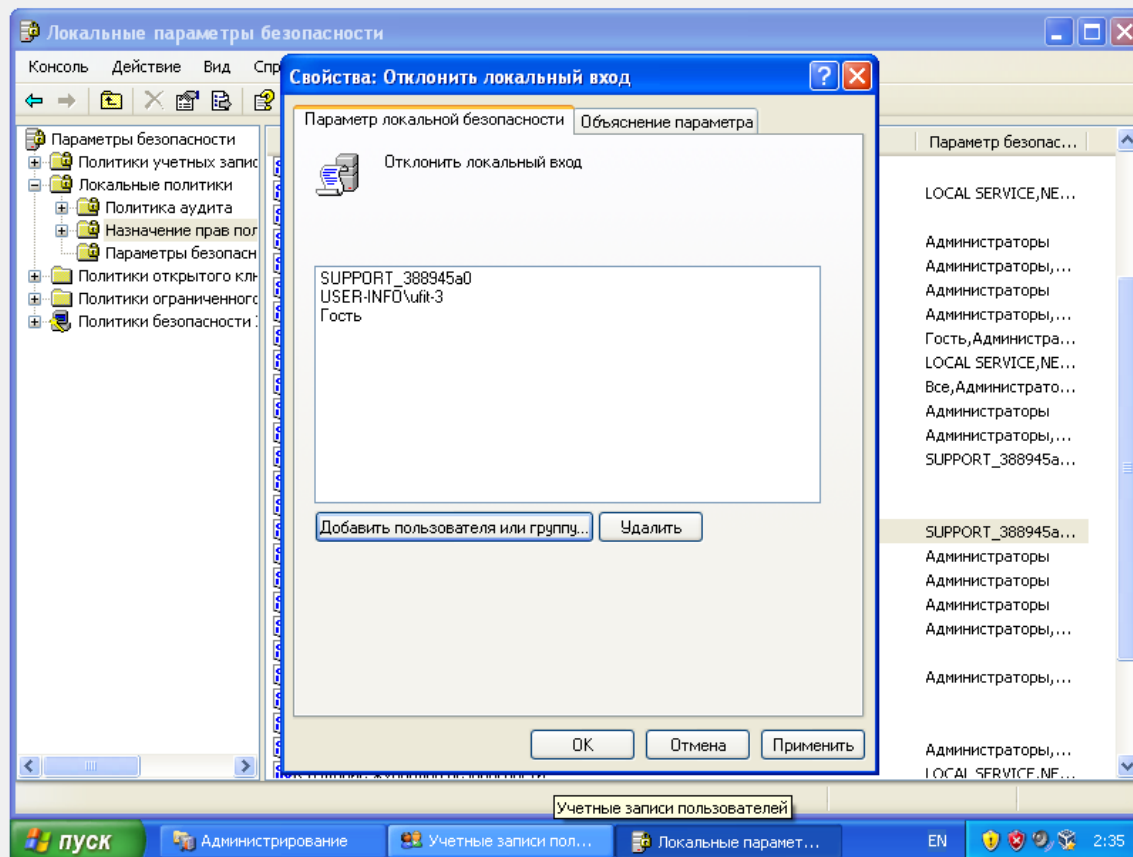 Локальные параметры безопасности
Консоль Действие Вид Спр
Свойства: Отклонить локальный вход
Параметр локальной безопасности
Объяснение параметра
Отклонить локальный вход
SUPPORT_388945a0
USER-INFO\ufit-3
Гость
Добавить пользователя или группу...
Удалить
OK
Отмена
Применить
Параметры безопасности
Политики учетных запис
Локальные политики
Политика аудита
Назначение прав пол
Параметры безопасн
Политики открытого клю
Политики ограниченного
Политики безопасности
Параметр безопас...
LOCAL SERVICE,NE...
Администраторы
Администраторы,...
Администраторы
Администраторы,...
Гость,Администра...
LOCAL SERVICE,NE...
Все,Администрато...
Администраторы
Администраторы,...
SUPPORT_388945a...
SUPPORT_388945a...
Администраторы
Администраторы
Администраторы
Администраторы,...
Администраторы,...
Администраторы,...
LOCAL SERVICE,NE...
Учетные записи пользователей
пуск
Администрирование
Учетные записи пол...
Локальные парамет...
EN
2:35